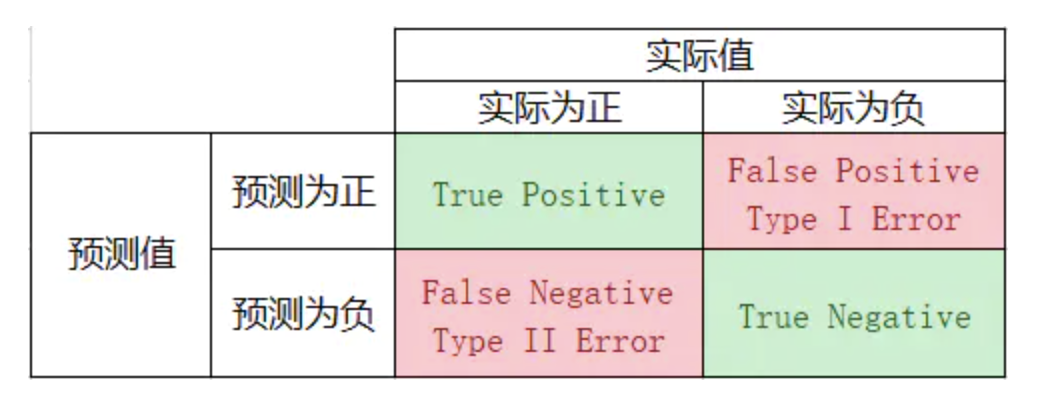 实际值
实际为正
实际为负
预测值
预测为正
True Positive
False Positive
Type I Error
预测为负
False Negative
Type II Error
True Negative